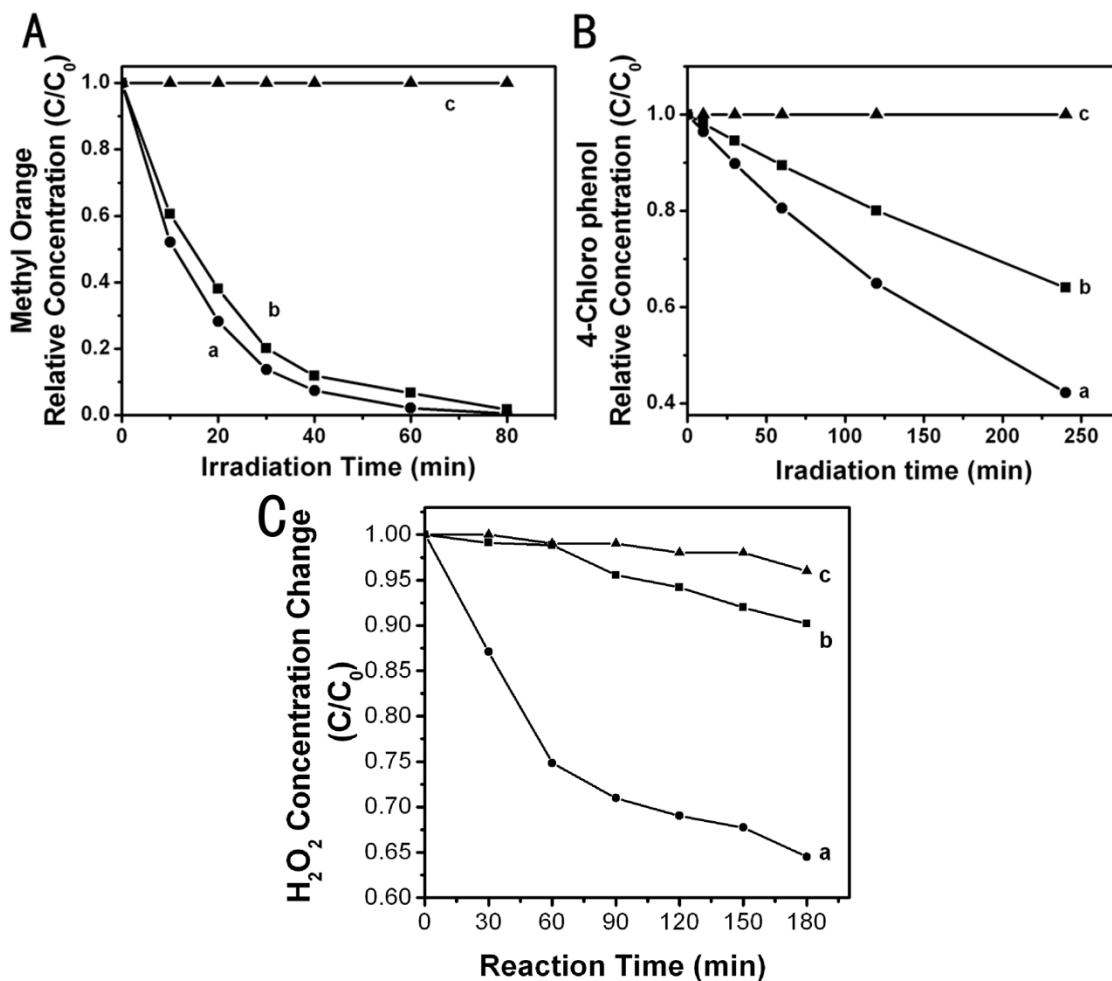 A
Methyl Orange
Relative Concentration (C/C₀)
1.0
0.8
0.6
0.4
0.2
0.0
c
b
a
0 20 40 60 80
Irradiation Time (min)
B
4-Chloro phenol
Relative Concentration (C/C₀)
1.0
0.8
0.6
0.4
c
b
a
0 50 100 150 200 250
Iradiation time (min)
C
H₂O₂ Concentration Change
(C/C₀)
1.00
0.95
0.90
0.85
0.80
0.75
0.70
0.65
0.60
c
b
a
0 30 60 90 120 150 180
Reaction Time (min)